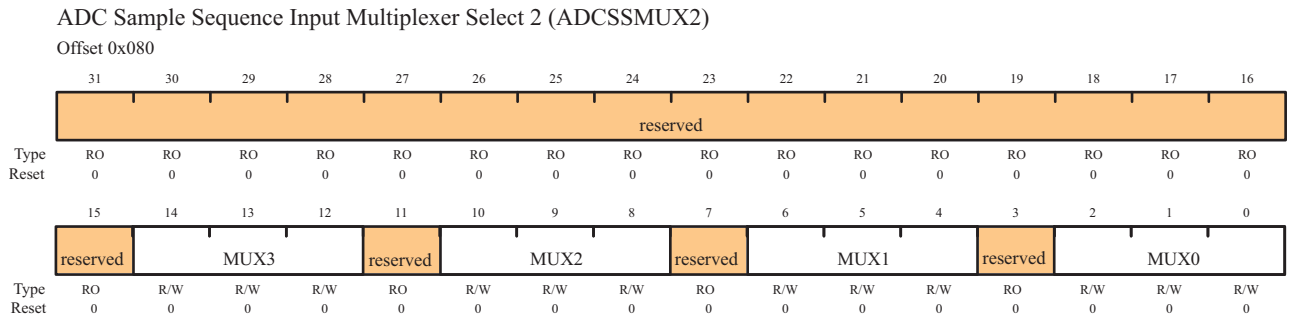 ADC Sample Sequence Input Multiplexer Select 2 (ADCSSMUX2)
Offset 0x080
31 30 29 28 27 26 25 24 23 22 21 20 19 18 17 16
reserved
Type RO RO RO RO RO RO RO RO RO RO RO RO RO RO RO RO
Reset 0 0 0 0 0 0 0 0 0 0 0 0 0 0 0 0
15 14 13 12 11 10 9 8 7 6 5 4 3 2 1 0
reserved MUX3 reserved MUX2 reserved MUX1 reserved MUX0
Type RO R/W R/W R/W RO R/W R/W R/W RO R/W R/W R/W RO R/W R/W R/W
Reset 0 0 0 0 0 0 0 0 0 0 0 0 0 0 0 0